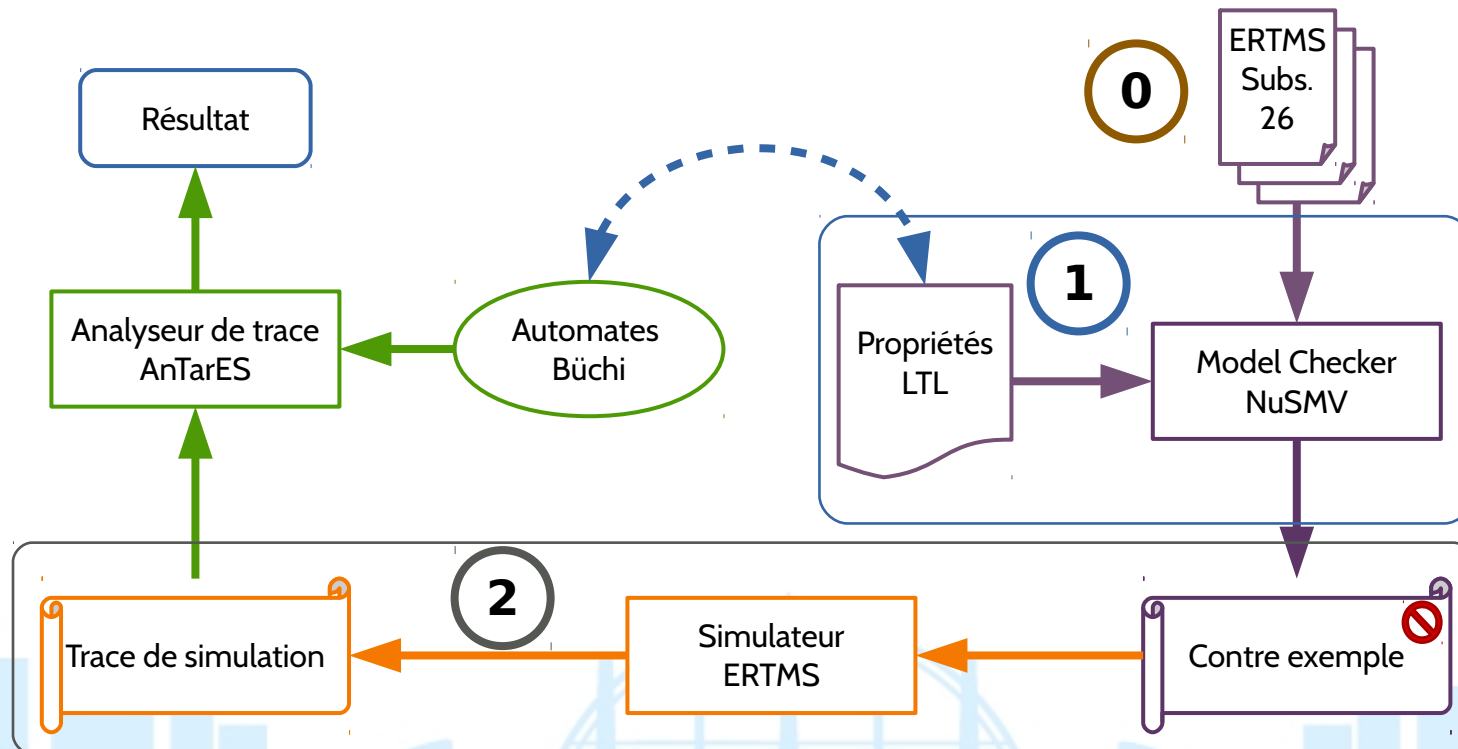 ERTMS
Subs.
26
0
Résultat
1
Analyseur de trace
AnTarES
Automates
Büchi
Propriétés
LTL
Model Checker
NuSMV
2
Trace de simulation
Simulateur
ERTMS
Contre exemple